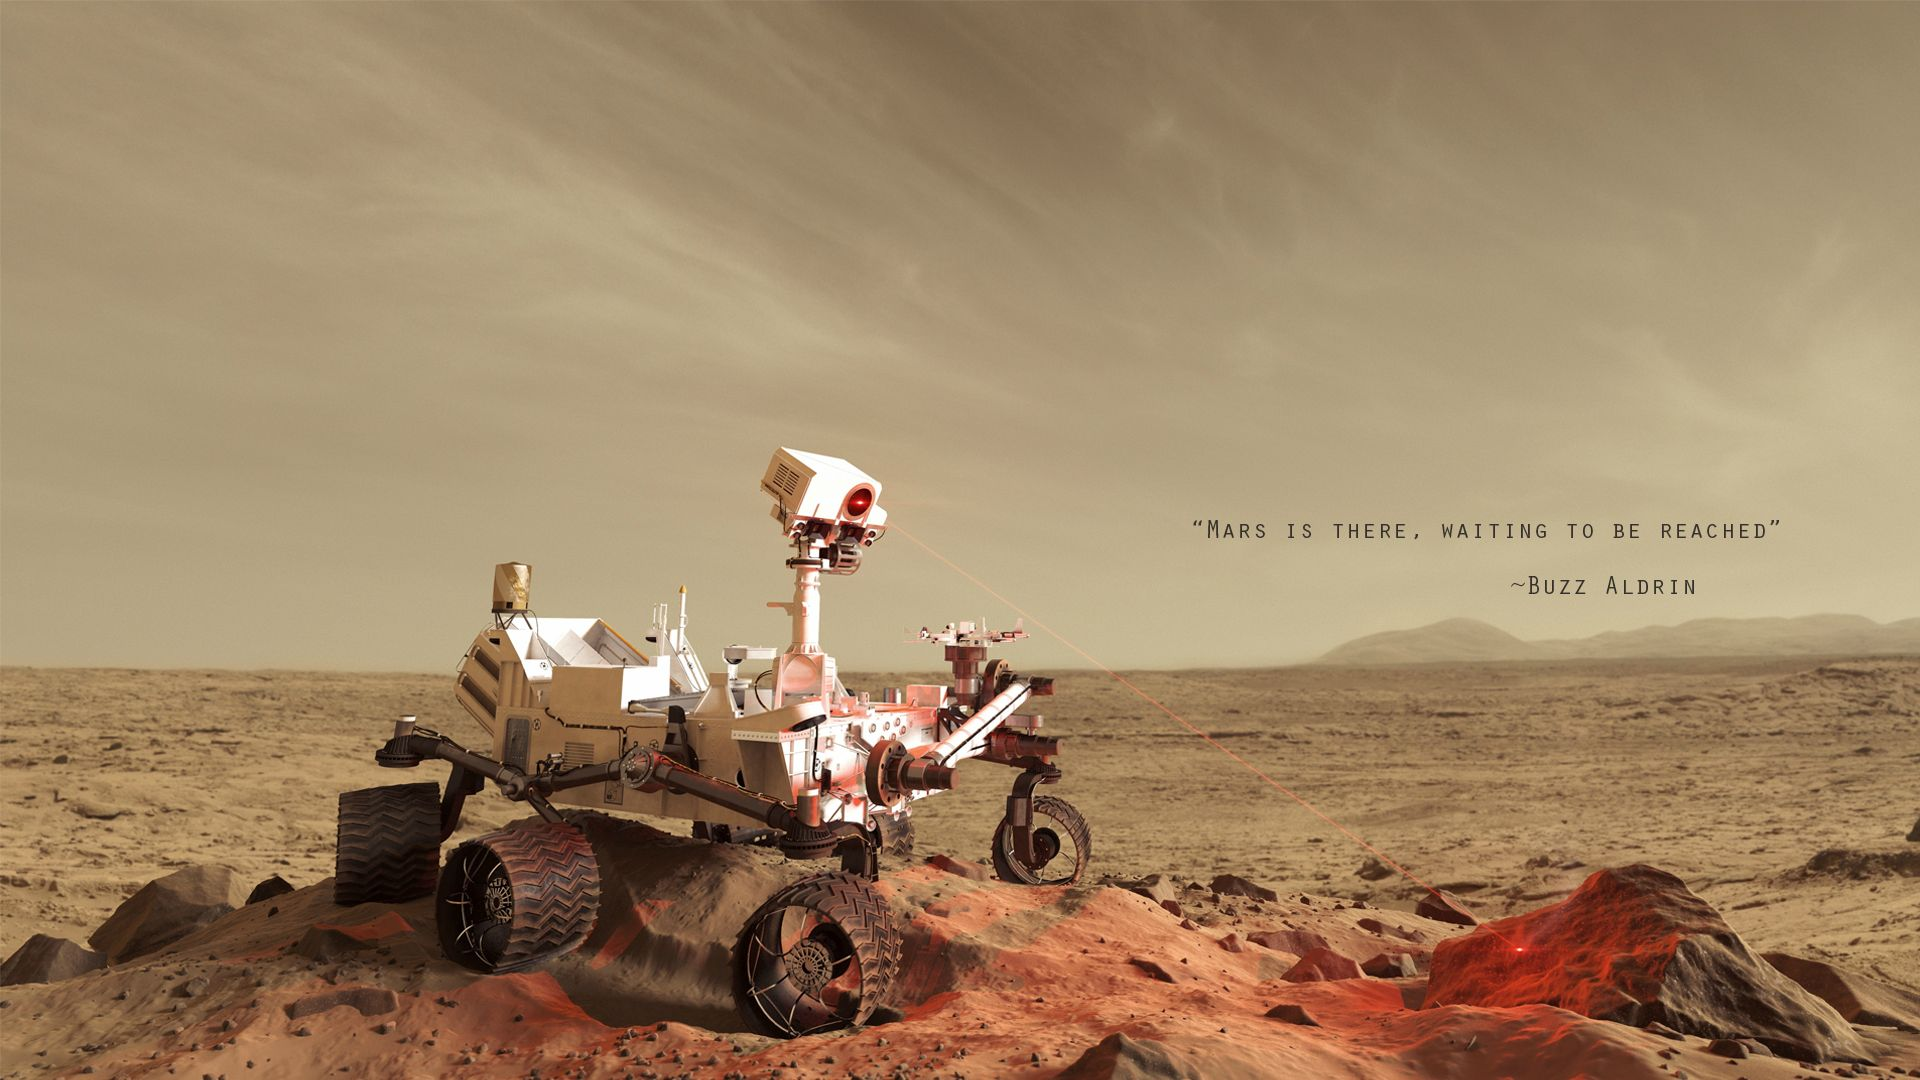 “Mars is there, waiting to be reached”
~Buzz Aldrin